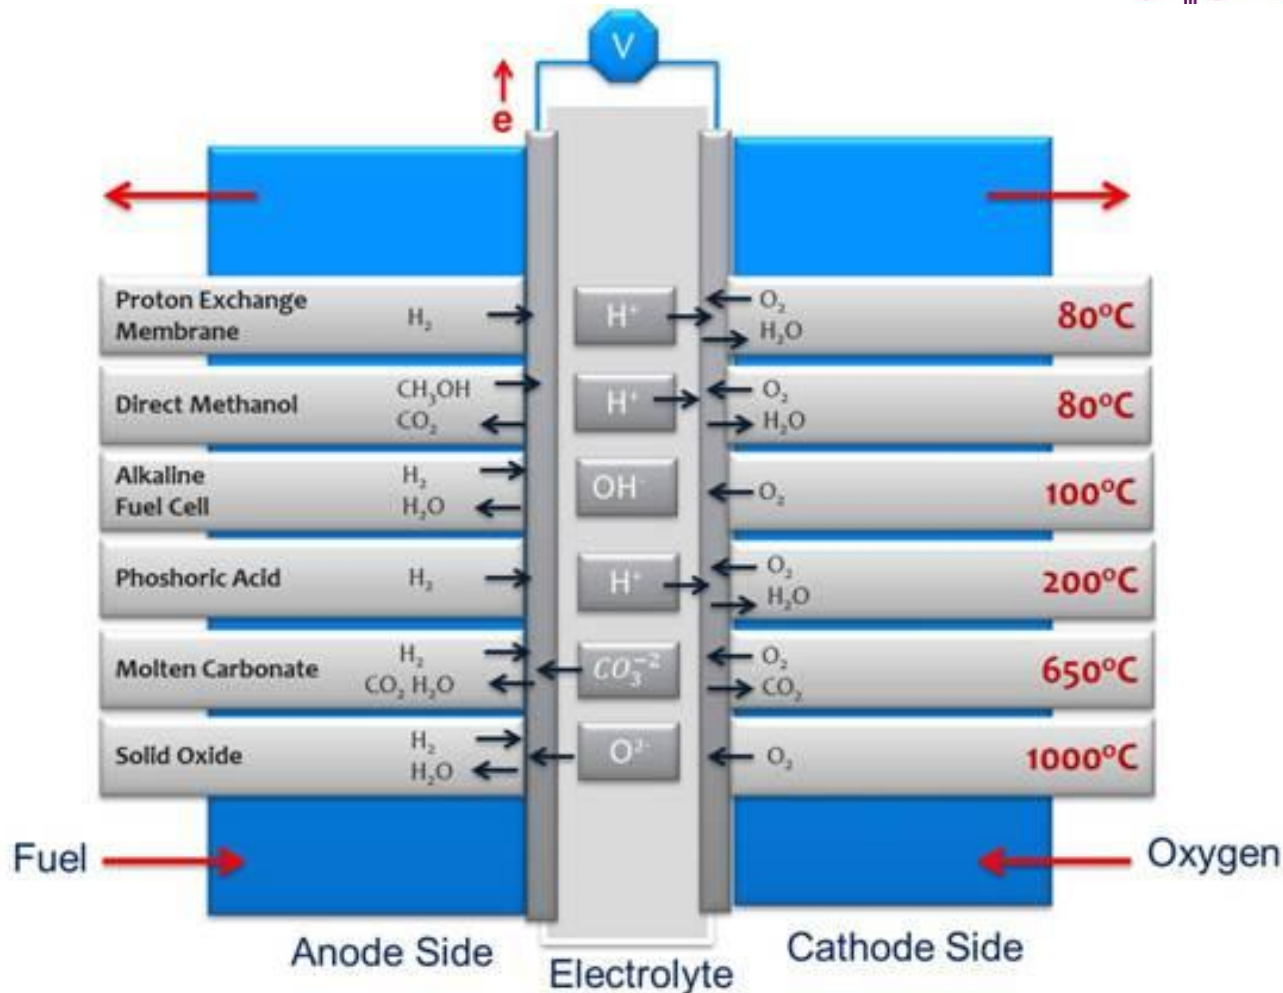 V
e
Proton Exchange
Membrane
H₂
H⁺
O₂
H₂O
80°C
Direct Methanol
CH₃OH
CO₂
H⁺
O₂
H₂O
80°C
Alkaline
Fuel Cell
H₂
H₂O
OH⁻
O₂
100°C
Phoshoric Acid
H₂
H⁺
O₂
H₂O
200°C
Molten Carbonate
H₂
CO₂ H₂O
CO₃⁻²
O₂
CO₂
650°C
Solid Oxide
H₂
H₂O
O²⁻
O₂
1000°C
Fuel
Oxygen
Anode Side
Electrolyte
Cathode Side